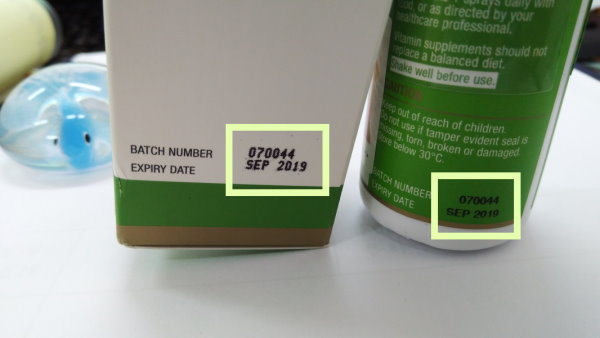 BATCH NUMBER 070044
EXPIRY DATE SEP 2019
sprays daily with
food, or as directed by your
healthcare professional.
Vitamin supplements should not
replace a balanced diet.
Shake well before use.
CAUTION
Keep out of reach of children.
Do not use if tamper evident seal is
missing, torn, broken or damaged.
Store below 30°C.
BATCH NUMBER 070044
EXPIRY DATE SEP 2019